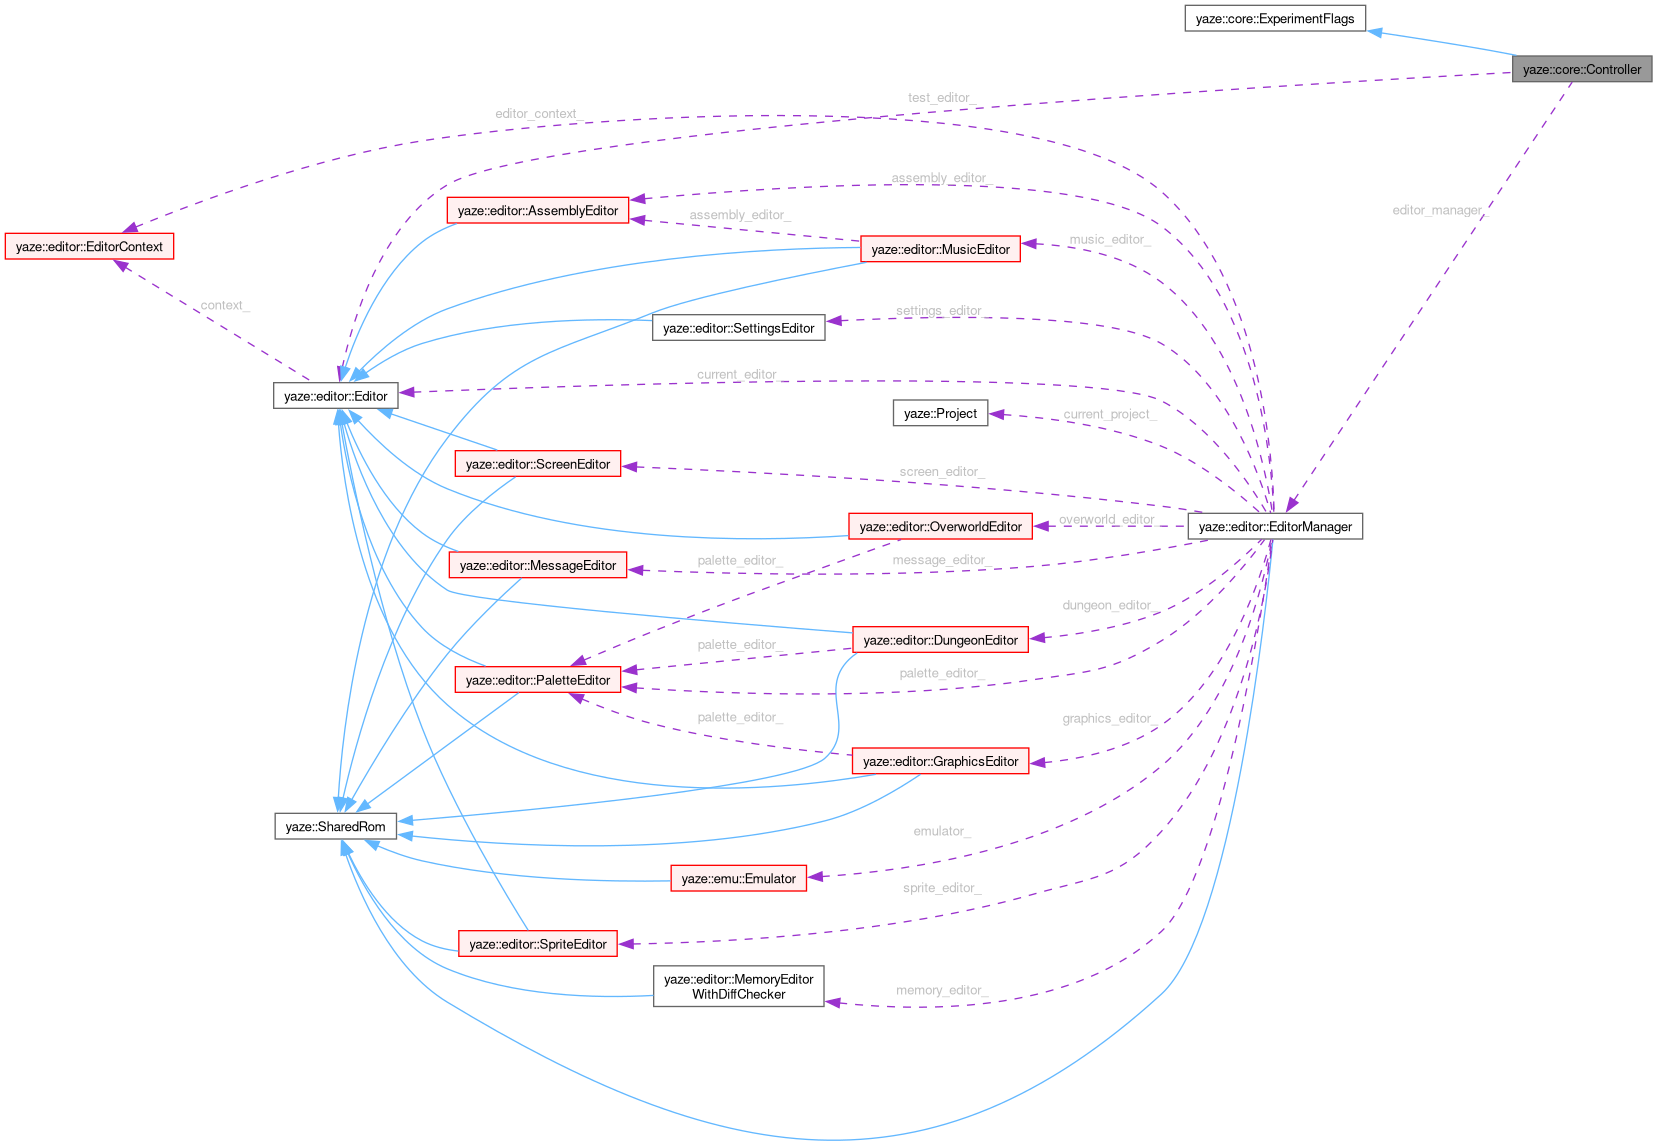 yaze::core::ExperimentFlags
yaze::core::Controller
test_editor_
editor_context_
assembly_editor_
yaze::editor::AssemblyEditor
assembly_editor_
editor_manager_
yaze::editor::EditorContext
yaze::editor::MusicEditor
music_editor_
context_
settings_editor_
yaze::editor::SettingsEditor
current_editor_
yaze::editor::Editor
yaze::Project
current_project_
yaze::editor::ScreenEditor
screen_editor_
yaze::editor::OverworldEditor
overworld_editor_
yaze::editor::EditorManager
palette_editor_
message_editor_
yaze::editor::MessageEditor
dungeon_editor_
yaze::editor::DungeonEditor
palette_editor_
palette_editor_
yaze::editor::PaletteEditor
palette_editor_
graphics_editor_
yaze::editor::GraphicsEditor
yaze::SharedRom
emulator_
yaze::emu::Emulator
sprite_editor_
yaze::editor::SpriteEditor
yaze::editor::MemoryEditor
WithDiffChecker
memory_editor_